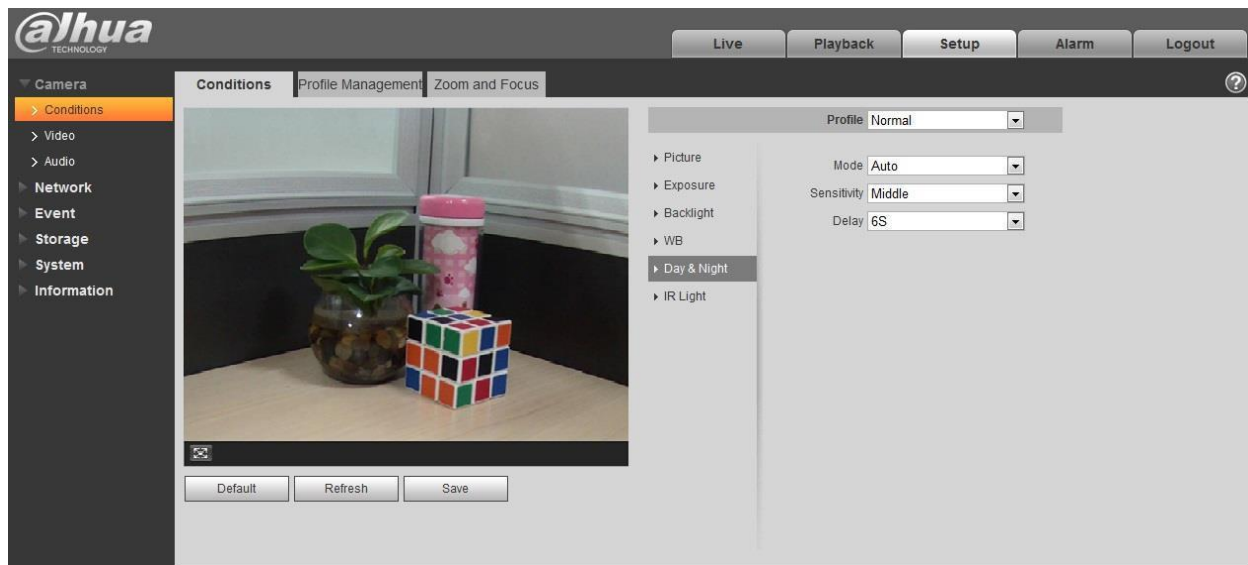 alhua
TECHNOLOGY
Live
Playback
Setup
Alarm
Logout
Camera
Conditions
Video
Audio
Network
Event
Storage
System
Information
Conditions
Profile Management
Zoom and Focus
?
Default
Refresh
Save
Profile Normal
Picture
Exposure
Backlight
WB
Day & Night
IR Light
Mode Auto
Sensitivity Middle
Delay 6S